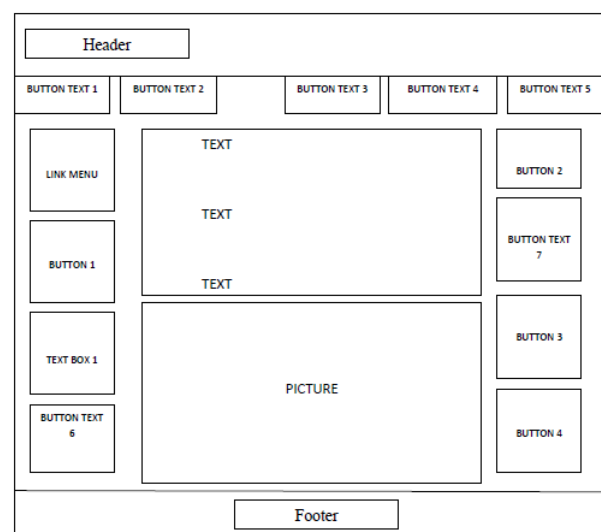 Header
BUTTON TEXT 1
BUTTON TEXT 2
BUTTON TEXT 3
BUTTON TEXT 4
BUTTON TEXT 5
LINK MENU
BUTTON 1
TEXT BOX 1
BUTTON TEXT
6
TEXT
TEXT
TEXT
PICTURE
BUTTON 2
BUTTON TEXT
7
BUTTON 3
BUTTON 4
Footer